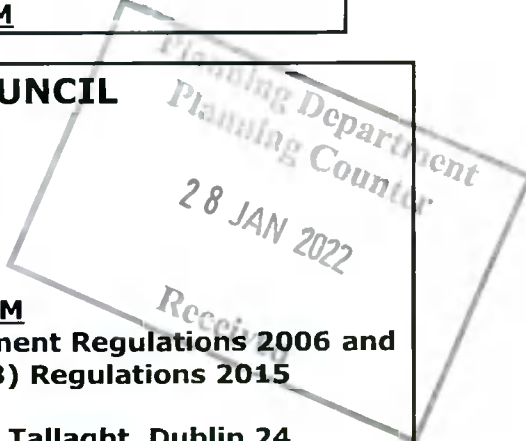 M
UNCIL
Planning Department
Planning Counter
28 JAN 2022
Received
M
ment Regulations 2006 and
3) Regulations 2015
Tallaght, Dublin 24